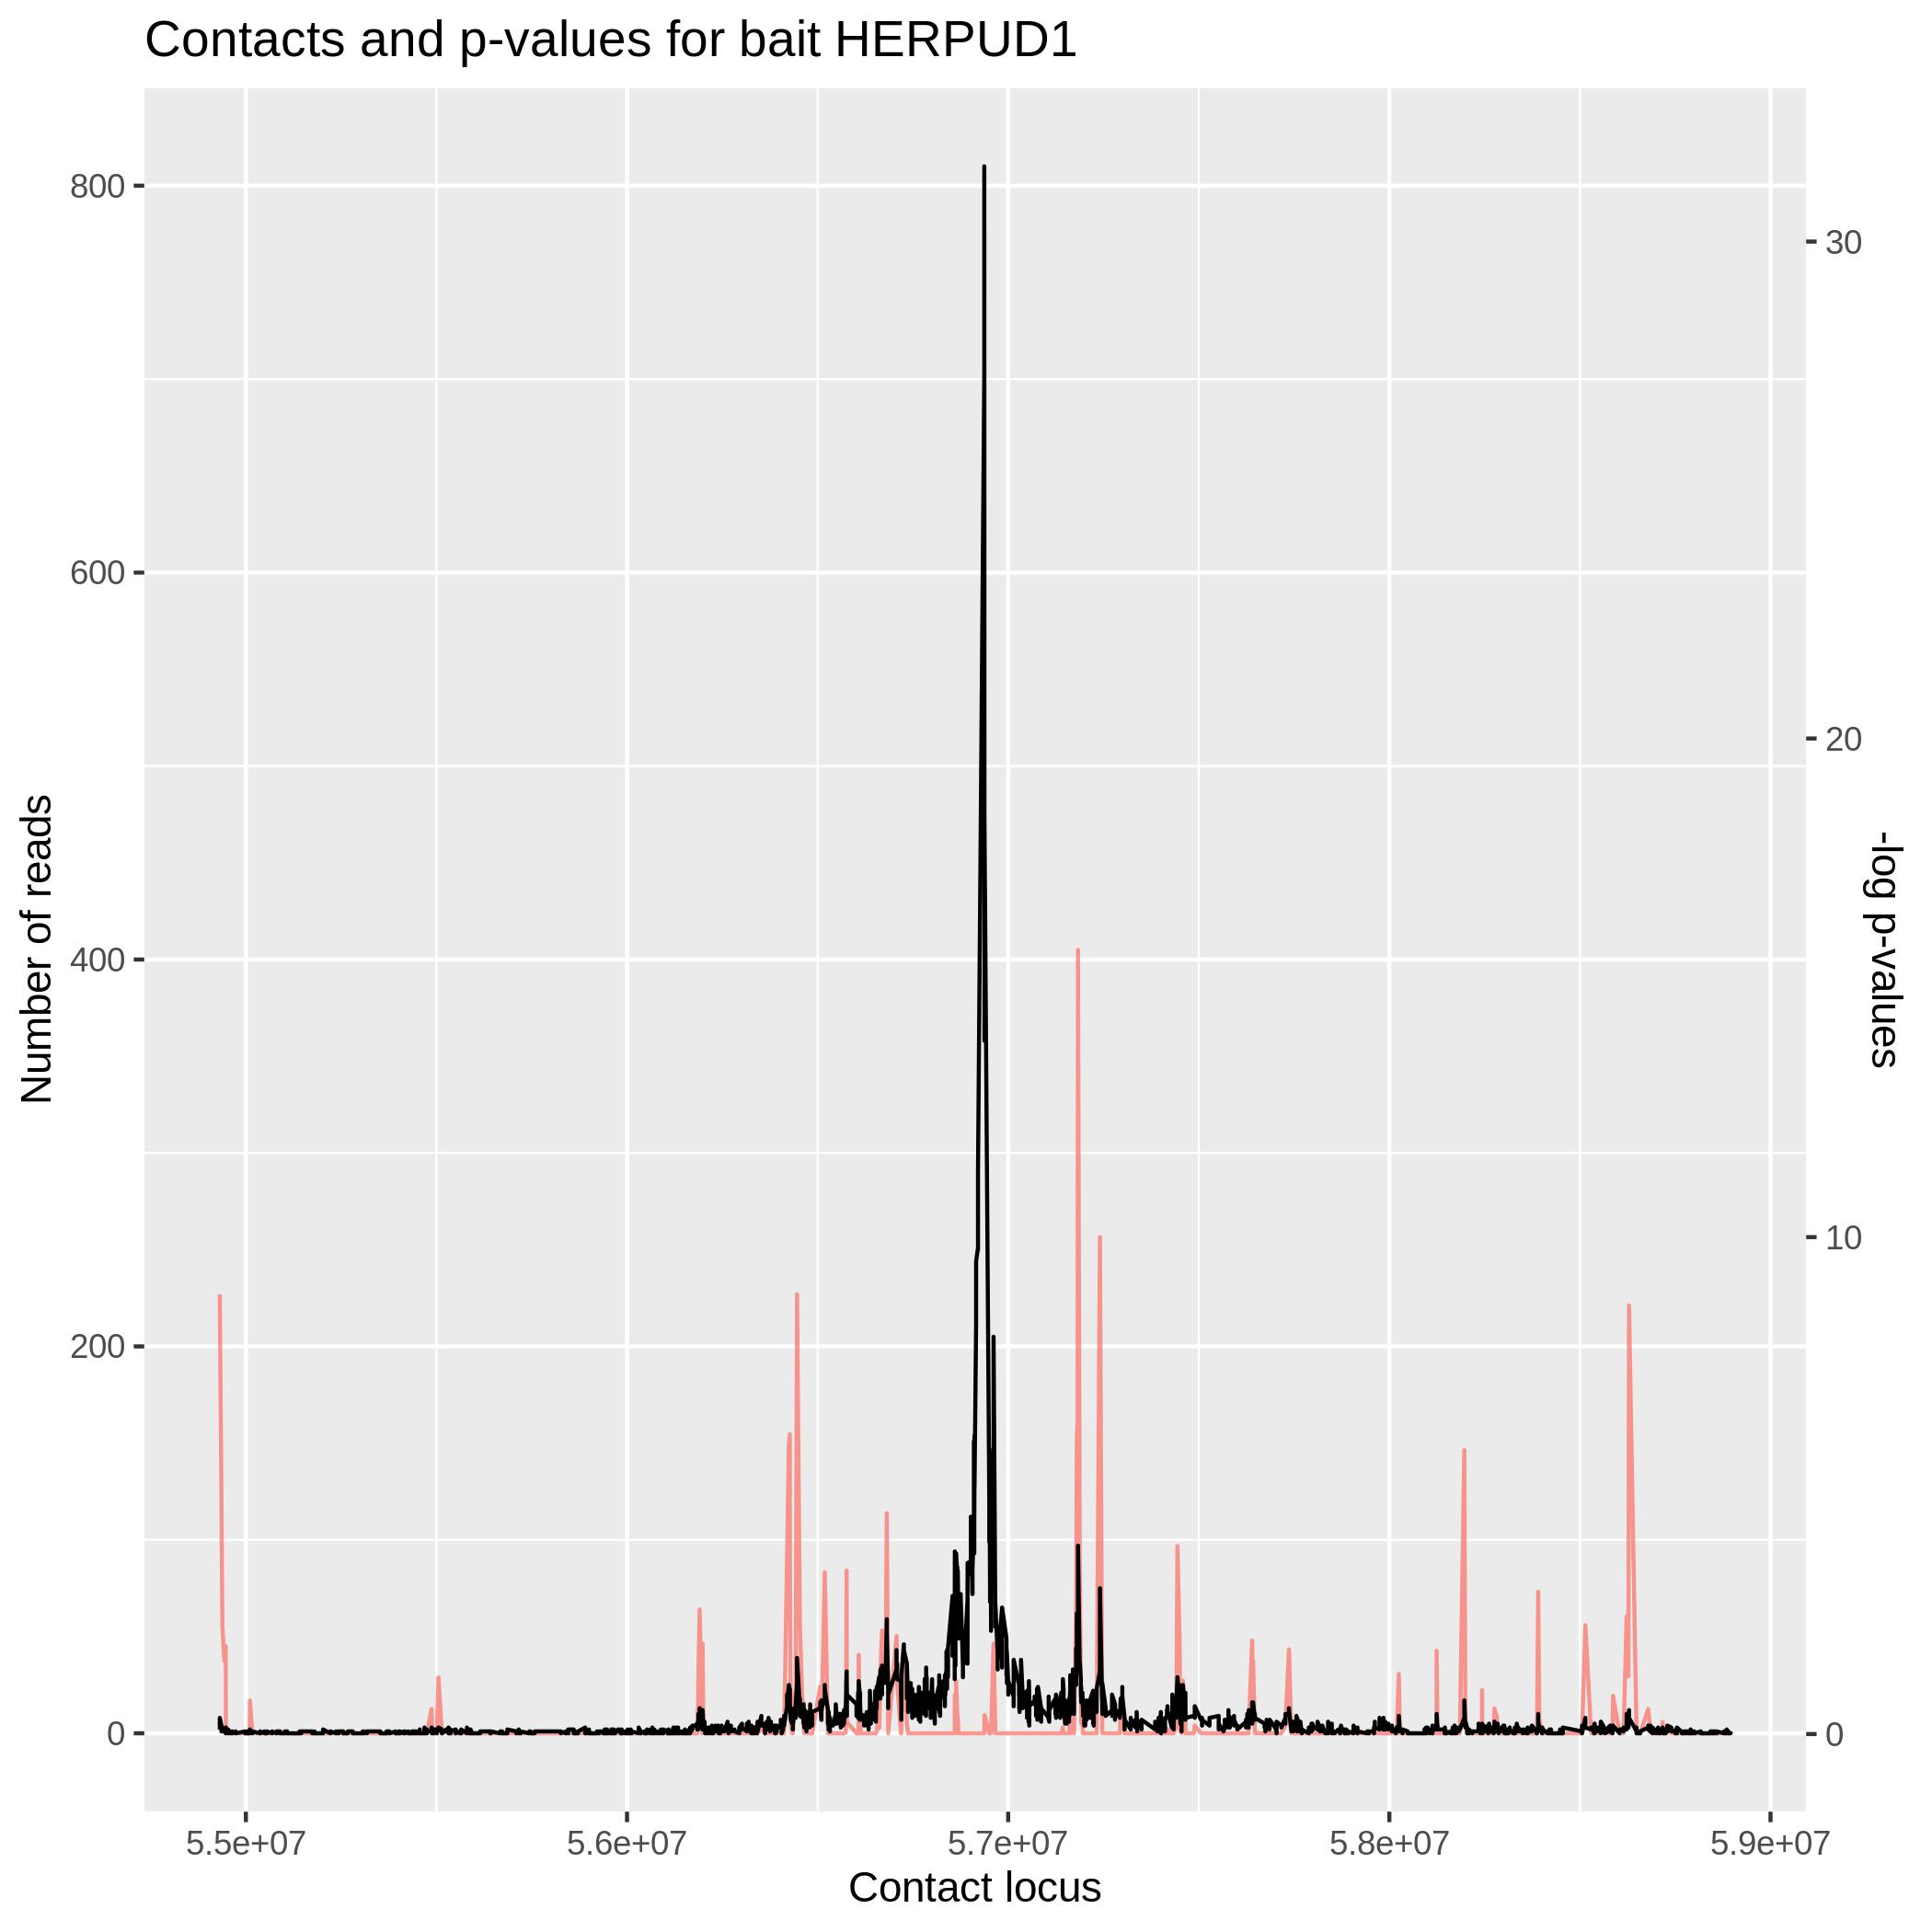 Contacts and p-values for bait HERPUD1
800
600
400
200
0
Number of reads
30
20
10
0
-log p-values
5.5e+07
5.6e+07
5.7e+07
5.8e+07
5.9e+07
Contact locus